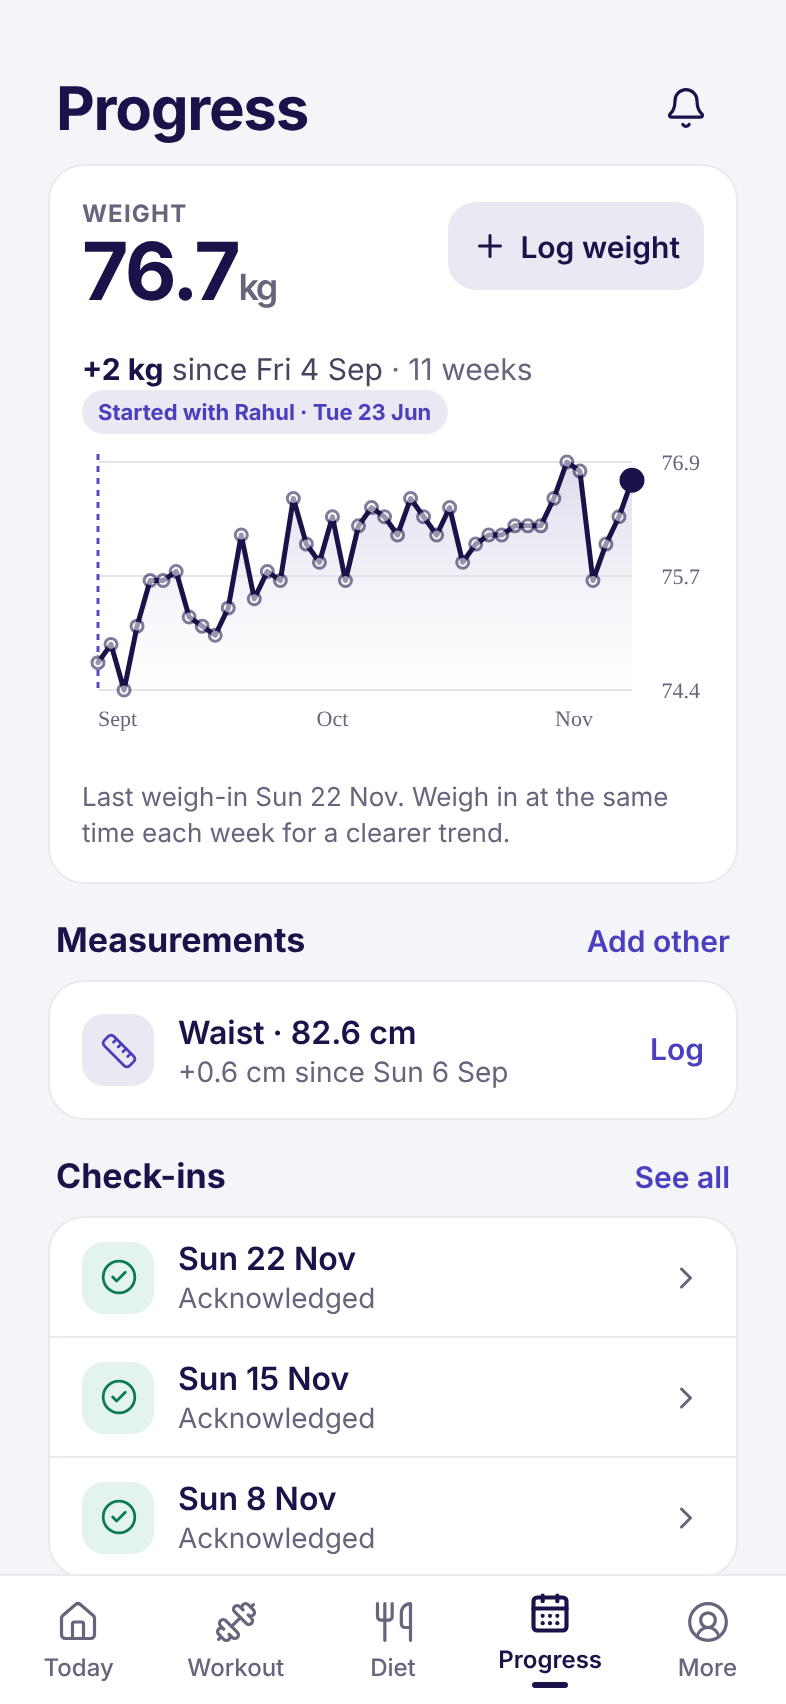 Progress
WEIGHT
76.7kg
+ Log weight
+2 kg since Fri 4 Sep · 11 weeks
Started with Rahul · Tue 23 Jun
76.9
75.7
74.4
Sept Oct Nov
Last weigh-in Sun 22 Nov. Weigh in at the same
time each week for a clearer trend.
Measurements
Add other
Waist · 82.6 cm
+0.6 cm since Sun 6 Sep
Log
Check-ins
See all
Sun 22 Nov
Acknowledged
Sun 15 Nov
Acknowledged
Sun 8 Nov
Acknowledged
Today Workout Diet Progress More